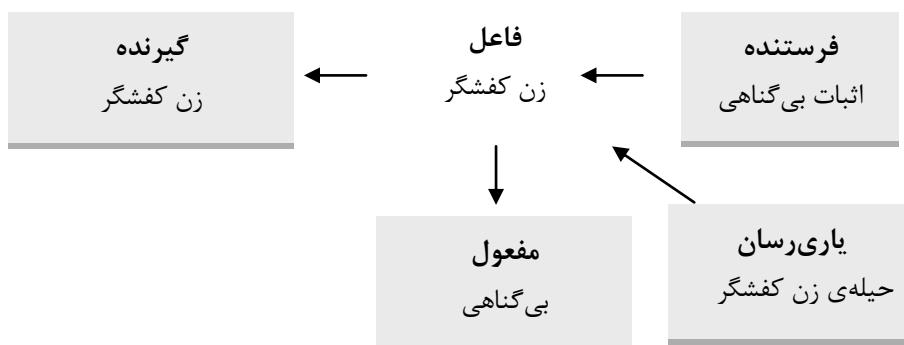 فرستنده
اثبات بی‌گناهی
فاعل
زن کفشگر
گیرنده
زن کفشگر
یاری‌رسان
حیله‌ی زن کفشگر
مفعول
بی‌گناهی